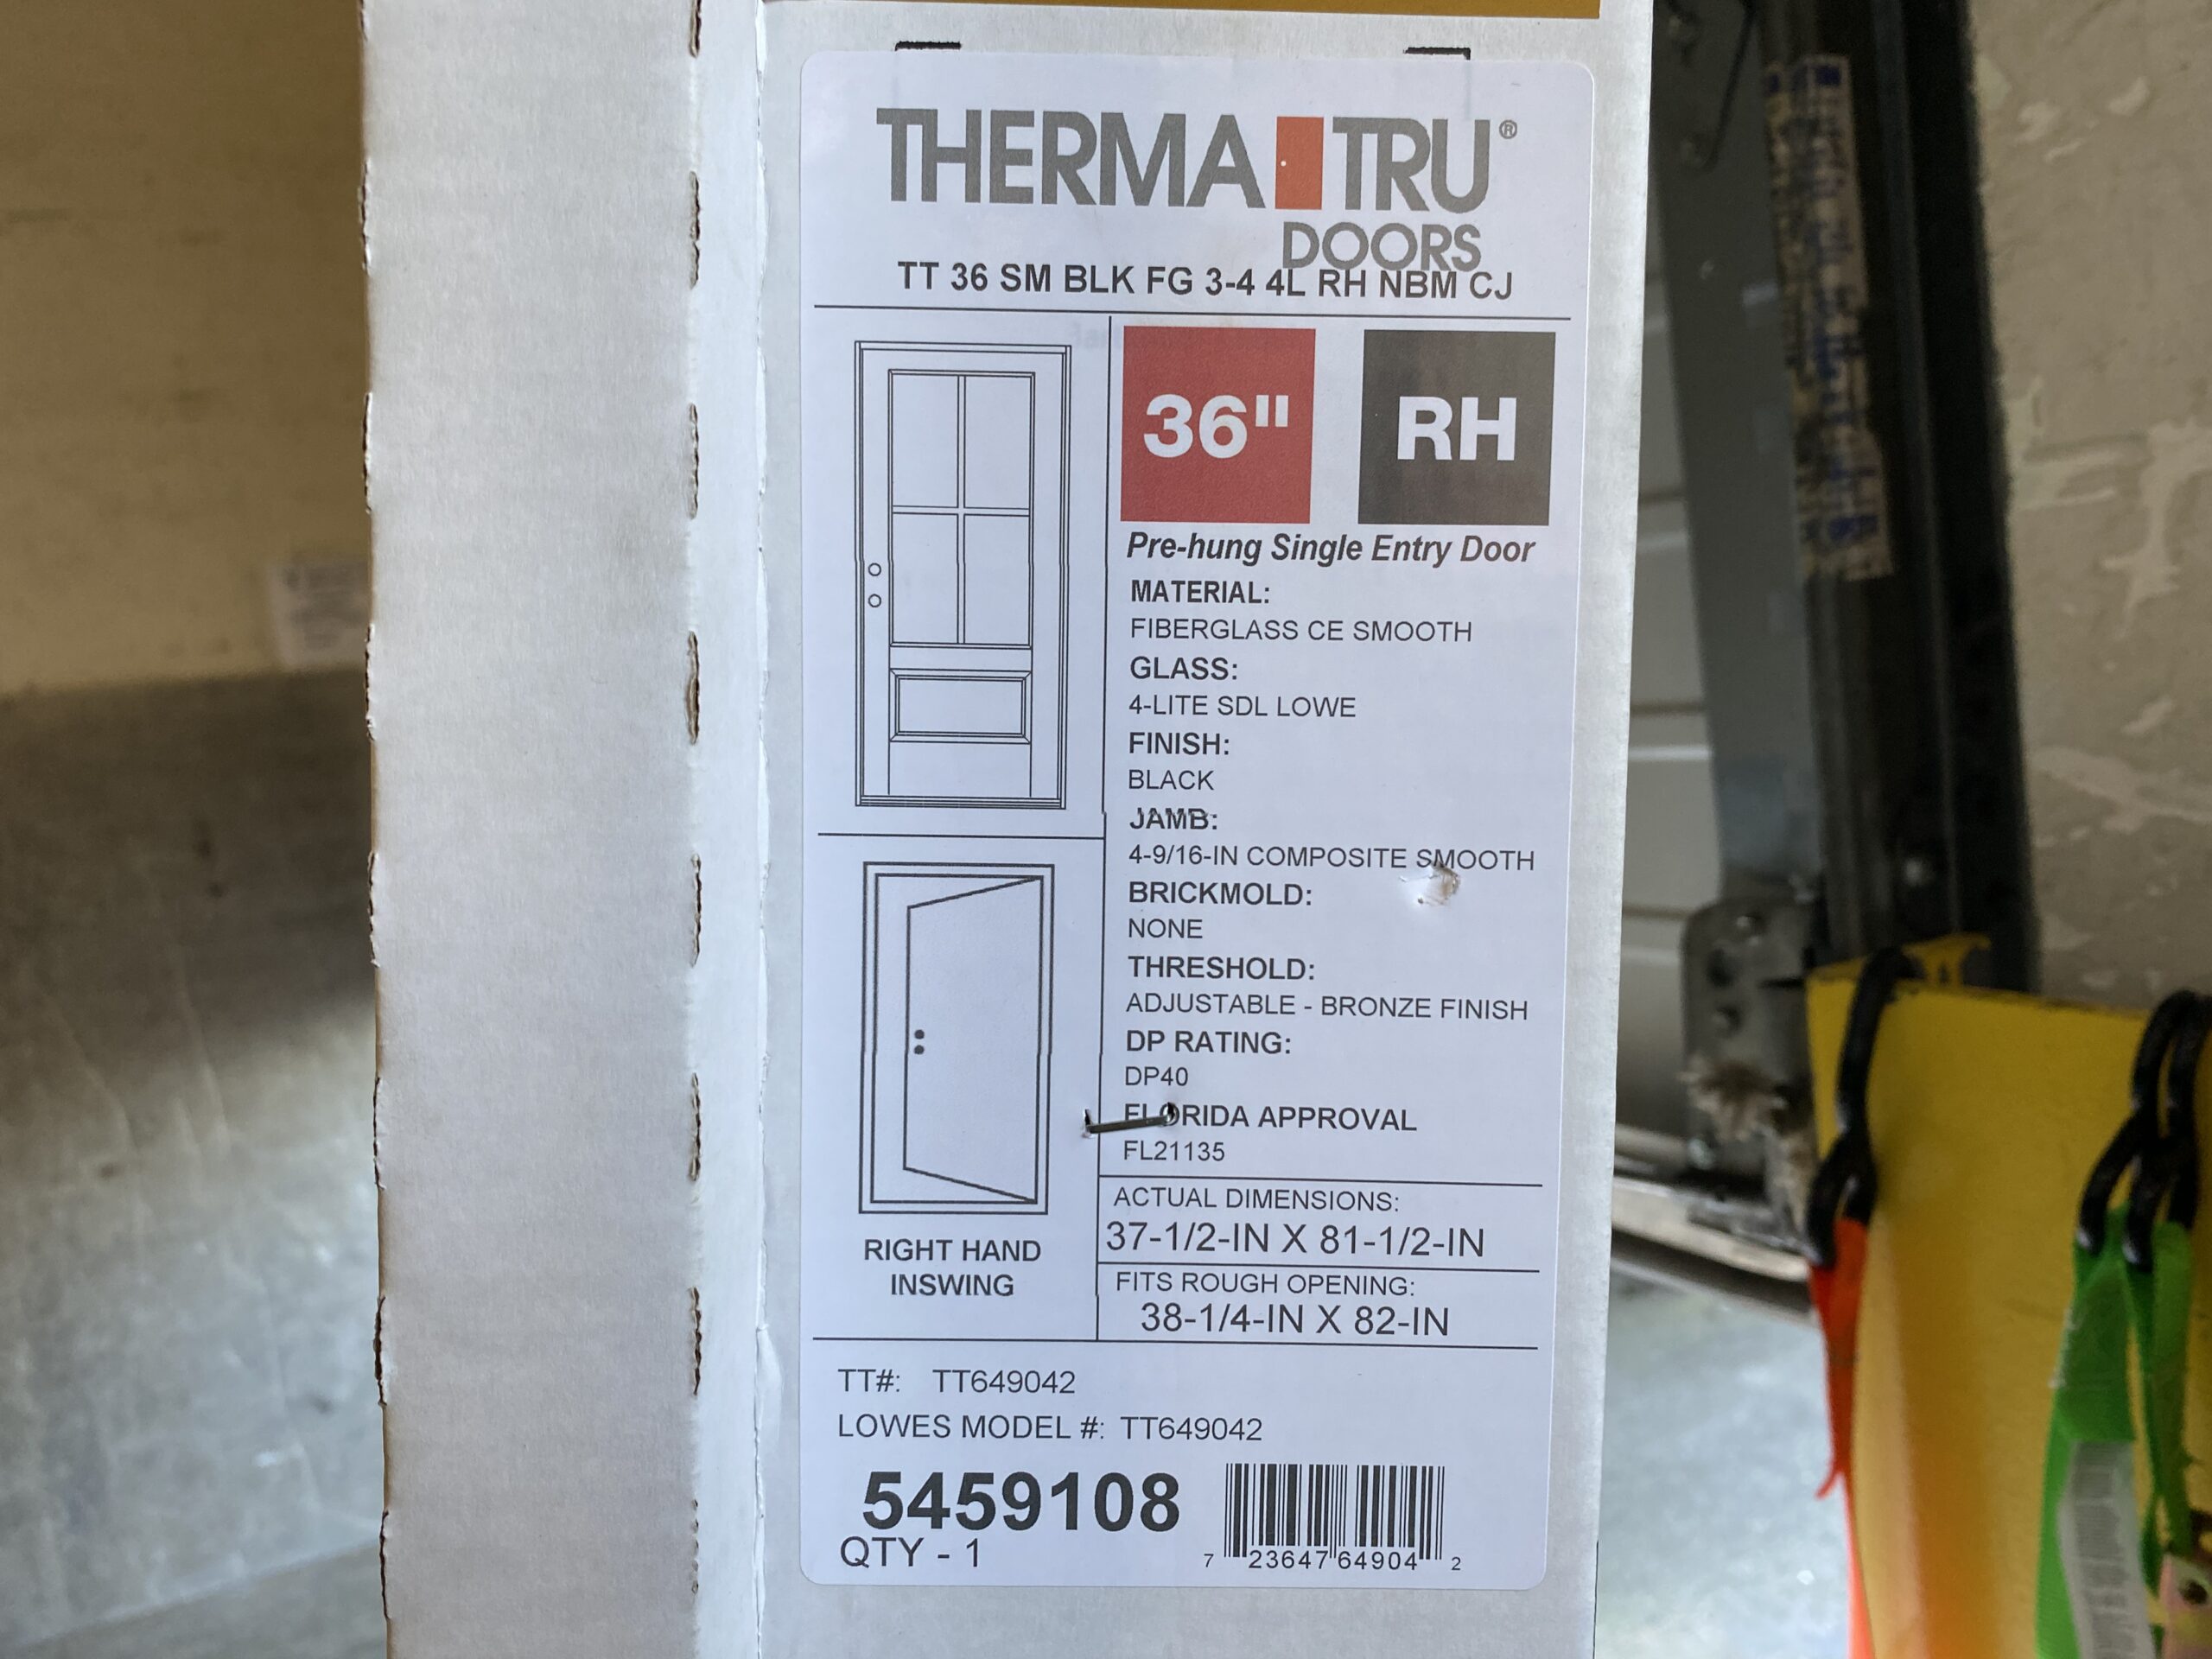 THERMA TRU®
DOORS
TT 36 SM BLK FG 3-4 4L RH NBM CJ
36"
RH
Pre-hung Single Entry Door
MATERIAL:
FIBERGLASS CE SMOOTH
GLASS:
4-LITE SDL LOWE
FINISH:
BLACK
JAMB:
4-9/16-IN COMPOSITE SMOOTH
BRICKMOLD:
NONE
THRESHOLD:
ADJUSTABLE - BRONZE FINISH
DP RATING:
DP40
FLORIDA APPROVAL
FL21135
RIGHT HAND
INSWING
ACTUAL DIMENSIONS:
37-1/2-IN X 81-1/2-IN
FITS ROUGH OPENING:
38-1/4-IN X 82-IN
TT#: TT649042
LOWES MODEL #: TT649042
5459108
QTY - 1
7 23647 64904 2